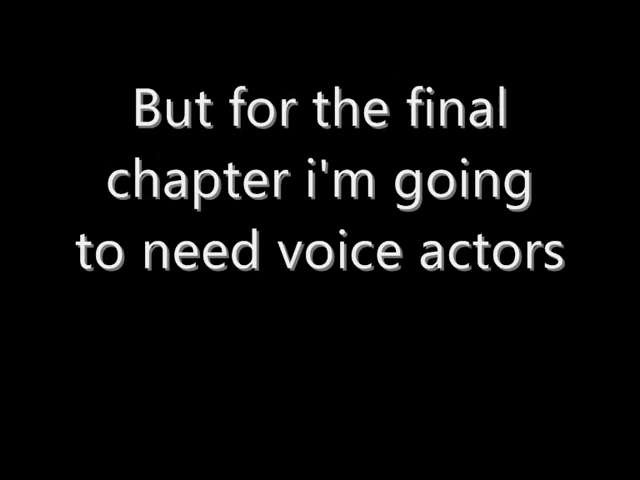 But for the final
chapter i'm going
to need voice actors